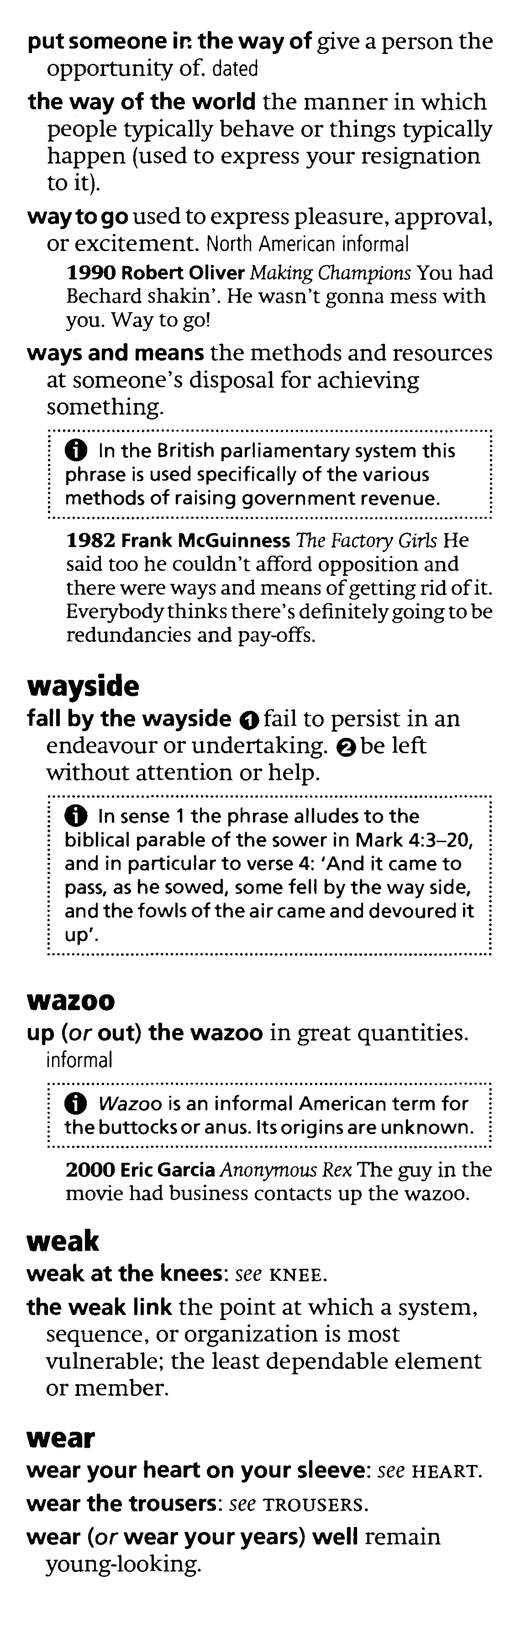 put someone in the way of give a person the
opportunity of. dated
the way of the world the manner in which
people typically behave or things typically
happen (used to express your resignation
to it).
way to go used to express pleasure, approval,
or excitement. North American informal
1990 Robert Oliver Making Champions You had
Bechard shakin'. He wasn't gonna mess with
you. Way to go!
ways and means the methods and resources
at someone's disposal for achieving
something.
ℹ In the British parliamentary system this
phrase is used specifically of the various
methods of raising government revenue.
1982 Frank McGuinness The Factory Girls He
said too he couldn't afford opposition and
there were ways and means of getting rid of it.
Everybody thinks there's definitely going to be
redundancies and pay-offs.
wayside
fall by the wayside ❶ fail to persist in an
endeavour or undertaking. ❷ be left
without attention or help.
ℹ In sense 1 the phrase alludes to the
biblical parable of the sower in Mark 4:3–20,
and in particular to verse 4: 'And it came to
pass, as he sowed, some fell by the way side,
and the fowls of the air came and devoured it
up'.
wazoo
up (or out) the wazoo in great quantities.
informal
ℹ Wazoo is an informal American term for
the buttocks or anus. Its origins are unknown.
2000 Eric Garcia Anonymous Rex The guy in the
movie had business contacts up the wazoo.
weak
weak at the knees: see KNEE.
the weak link the point at which a system,
sequence, or organization is most
vulnerable; the least dependable element
or member.
wear
wear your heart on your sleeve: see HEART.
wear the trousers: see TROUSERS.
wear (or wear your years) well remain
young-looking.